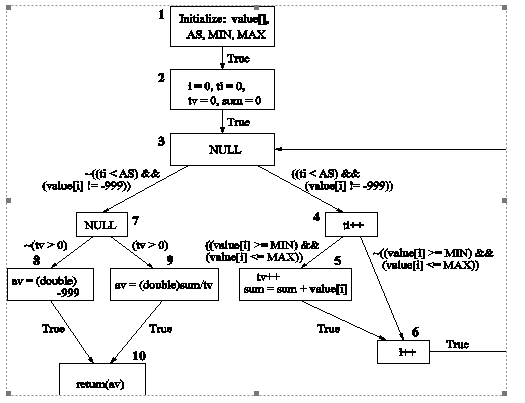 1
Initialize: value[],
AS, MIN, MAX
True
2
i = 0, ti = 0,
tv = 0, sum = 0
True
3
NULL
~((ti < AS) &&
(value[i] != -999))
((ti < AS) &&
(value[i] != -999))
NULL
7
4
ti++
~(tv > 0)
(tv > 0)
((value[i] >= MIN) &&
(value[i] <= MAX))
~((value[i] >= MIN) &&
(value[i] <= MAX))
8
9
5
av = (double)
-999
av = (double)sum/tv
tv++
sum = sum + value[i]
True
True
True
6
i++
True
10
return(av)